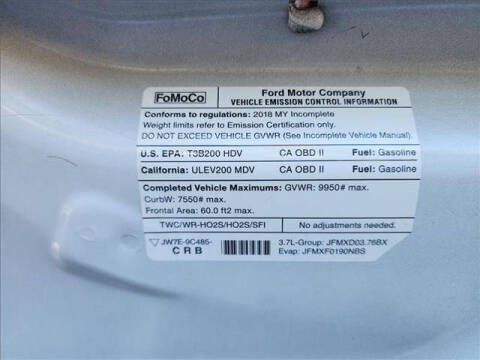 FoMoCo
Ford Motor Company
VEHICLE EMISSION CONTROL INFORMATION
Conforms to regulations: 2018 MY Incomplete
Weight limits refer to Emission Certification only.
DO NOT EXCEED VEHICLE GVWR (See Incomplete Vehicle Manual).
U.S. EPA: T3B200 HDV CA OBD II Fuel: Gasoline
California: ULEV200 MDV CA OBD II Fuel: Gasoline
Completed Vehicle Maximums: GVWR: 9950# max.
CurbW: 7550# max.
Frontal Area: 60.0 ft2 max.
TWC/WR-HO2S/HO2S/SFI No adjustments needed.
JW7E-9C485-
CRB
3.7L-Group: JFMXD03.76BX
Evap: JFMXF0190NBS